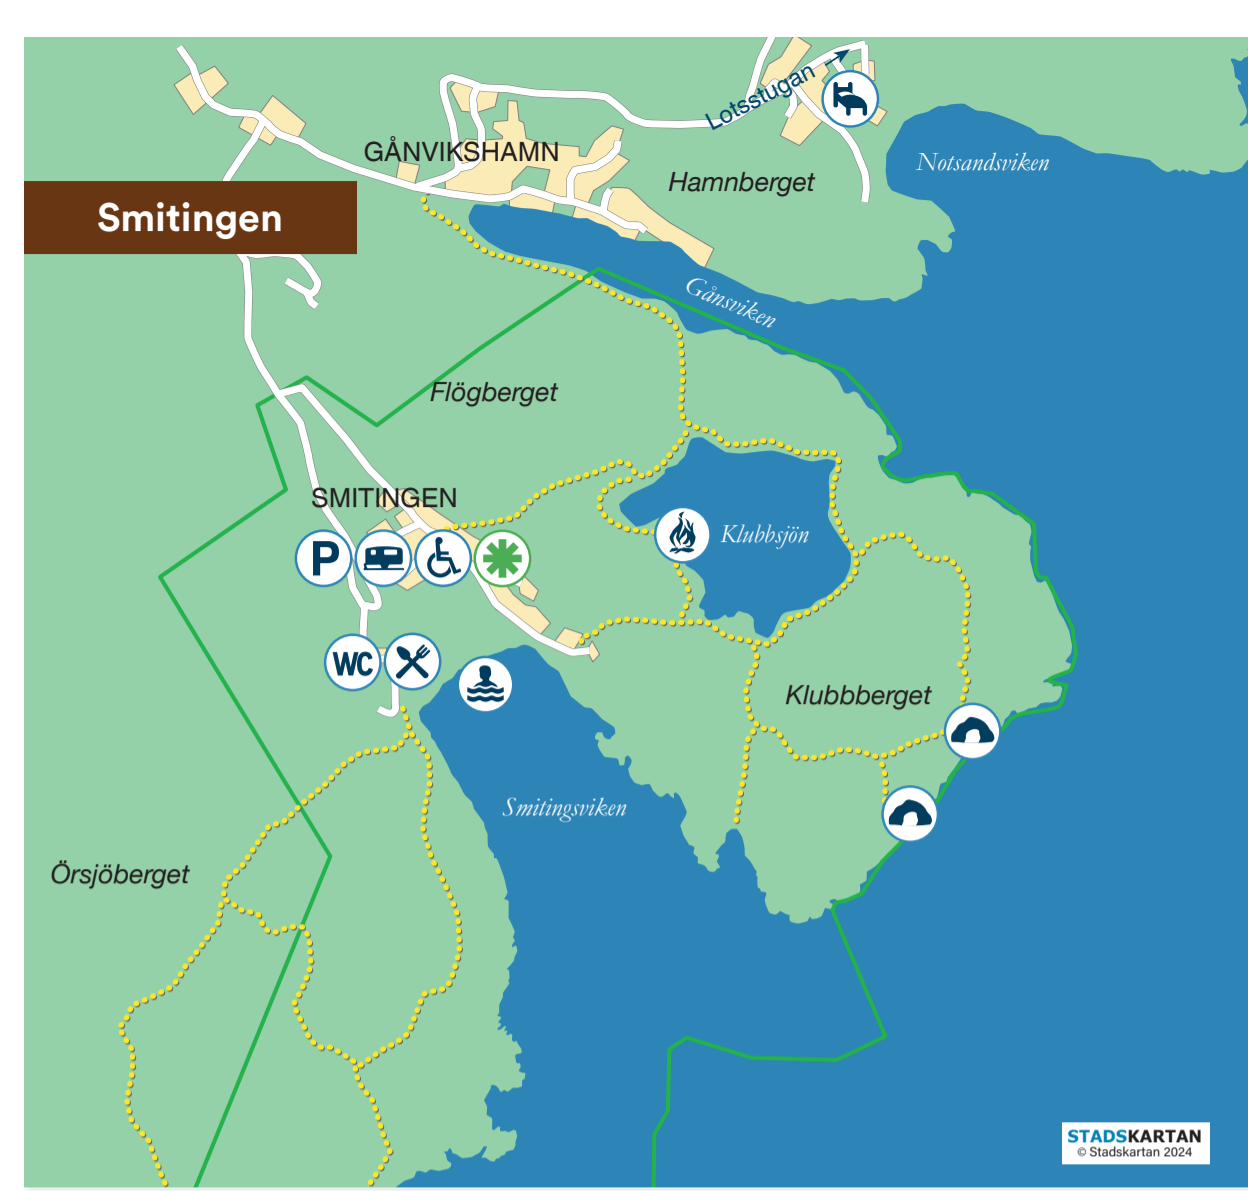 Lotsstugan
GÅNVIKSHAMN
Notsandsviken
Hamnberget
Smitingen
Gånsviken
Flögberget
SMITINGEN
Klubbsjön
P
WC
Klubbberget
Smitingsviken
Örsjöberget
STADSKARTAN
© Stadskartan 2024